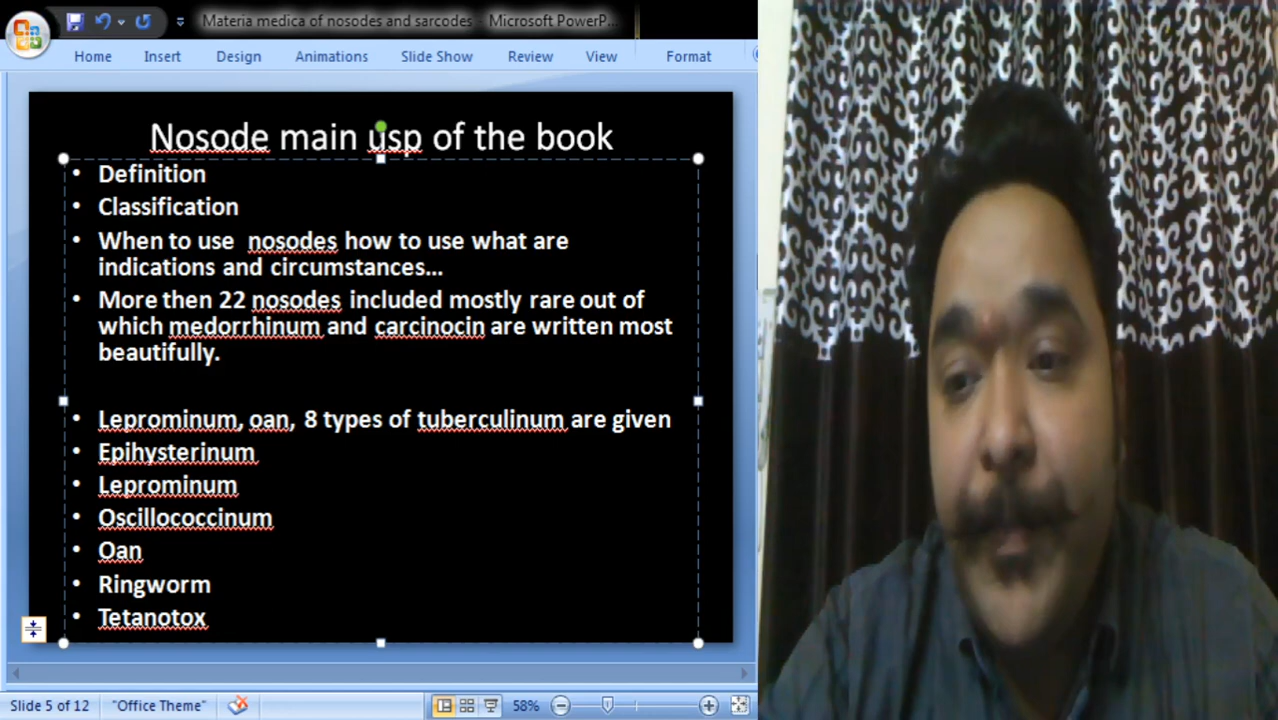 Materia medica of nosodes and sarcodes - Microsoft PowerP...
Home Insert Design Animations Slide Show Review View Format
Nosode main usp of the book
• Definition
• Classification
• When to use nosodes how to use what are
indications and circumstances...
• More then 22 nosodes included mostly rare out of
which medorrhinum and carcinocin are written most
beautifully.
• Leprominum, oan, 8 types of tuberculinum are given
• Epihysterinum
• Leprominum
• Oscillococcinum
• Oan
• Ringworm
• Tetanotox
Slide 5 of 12 "Office Theme" 58%